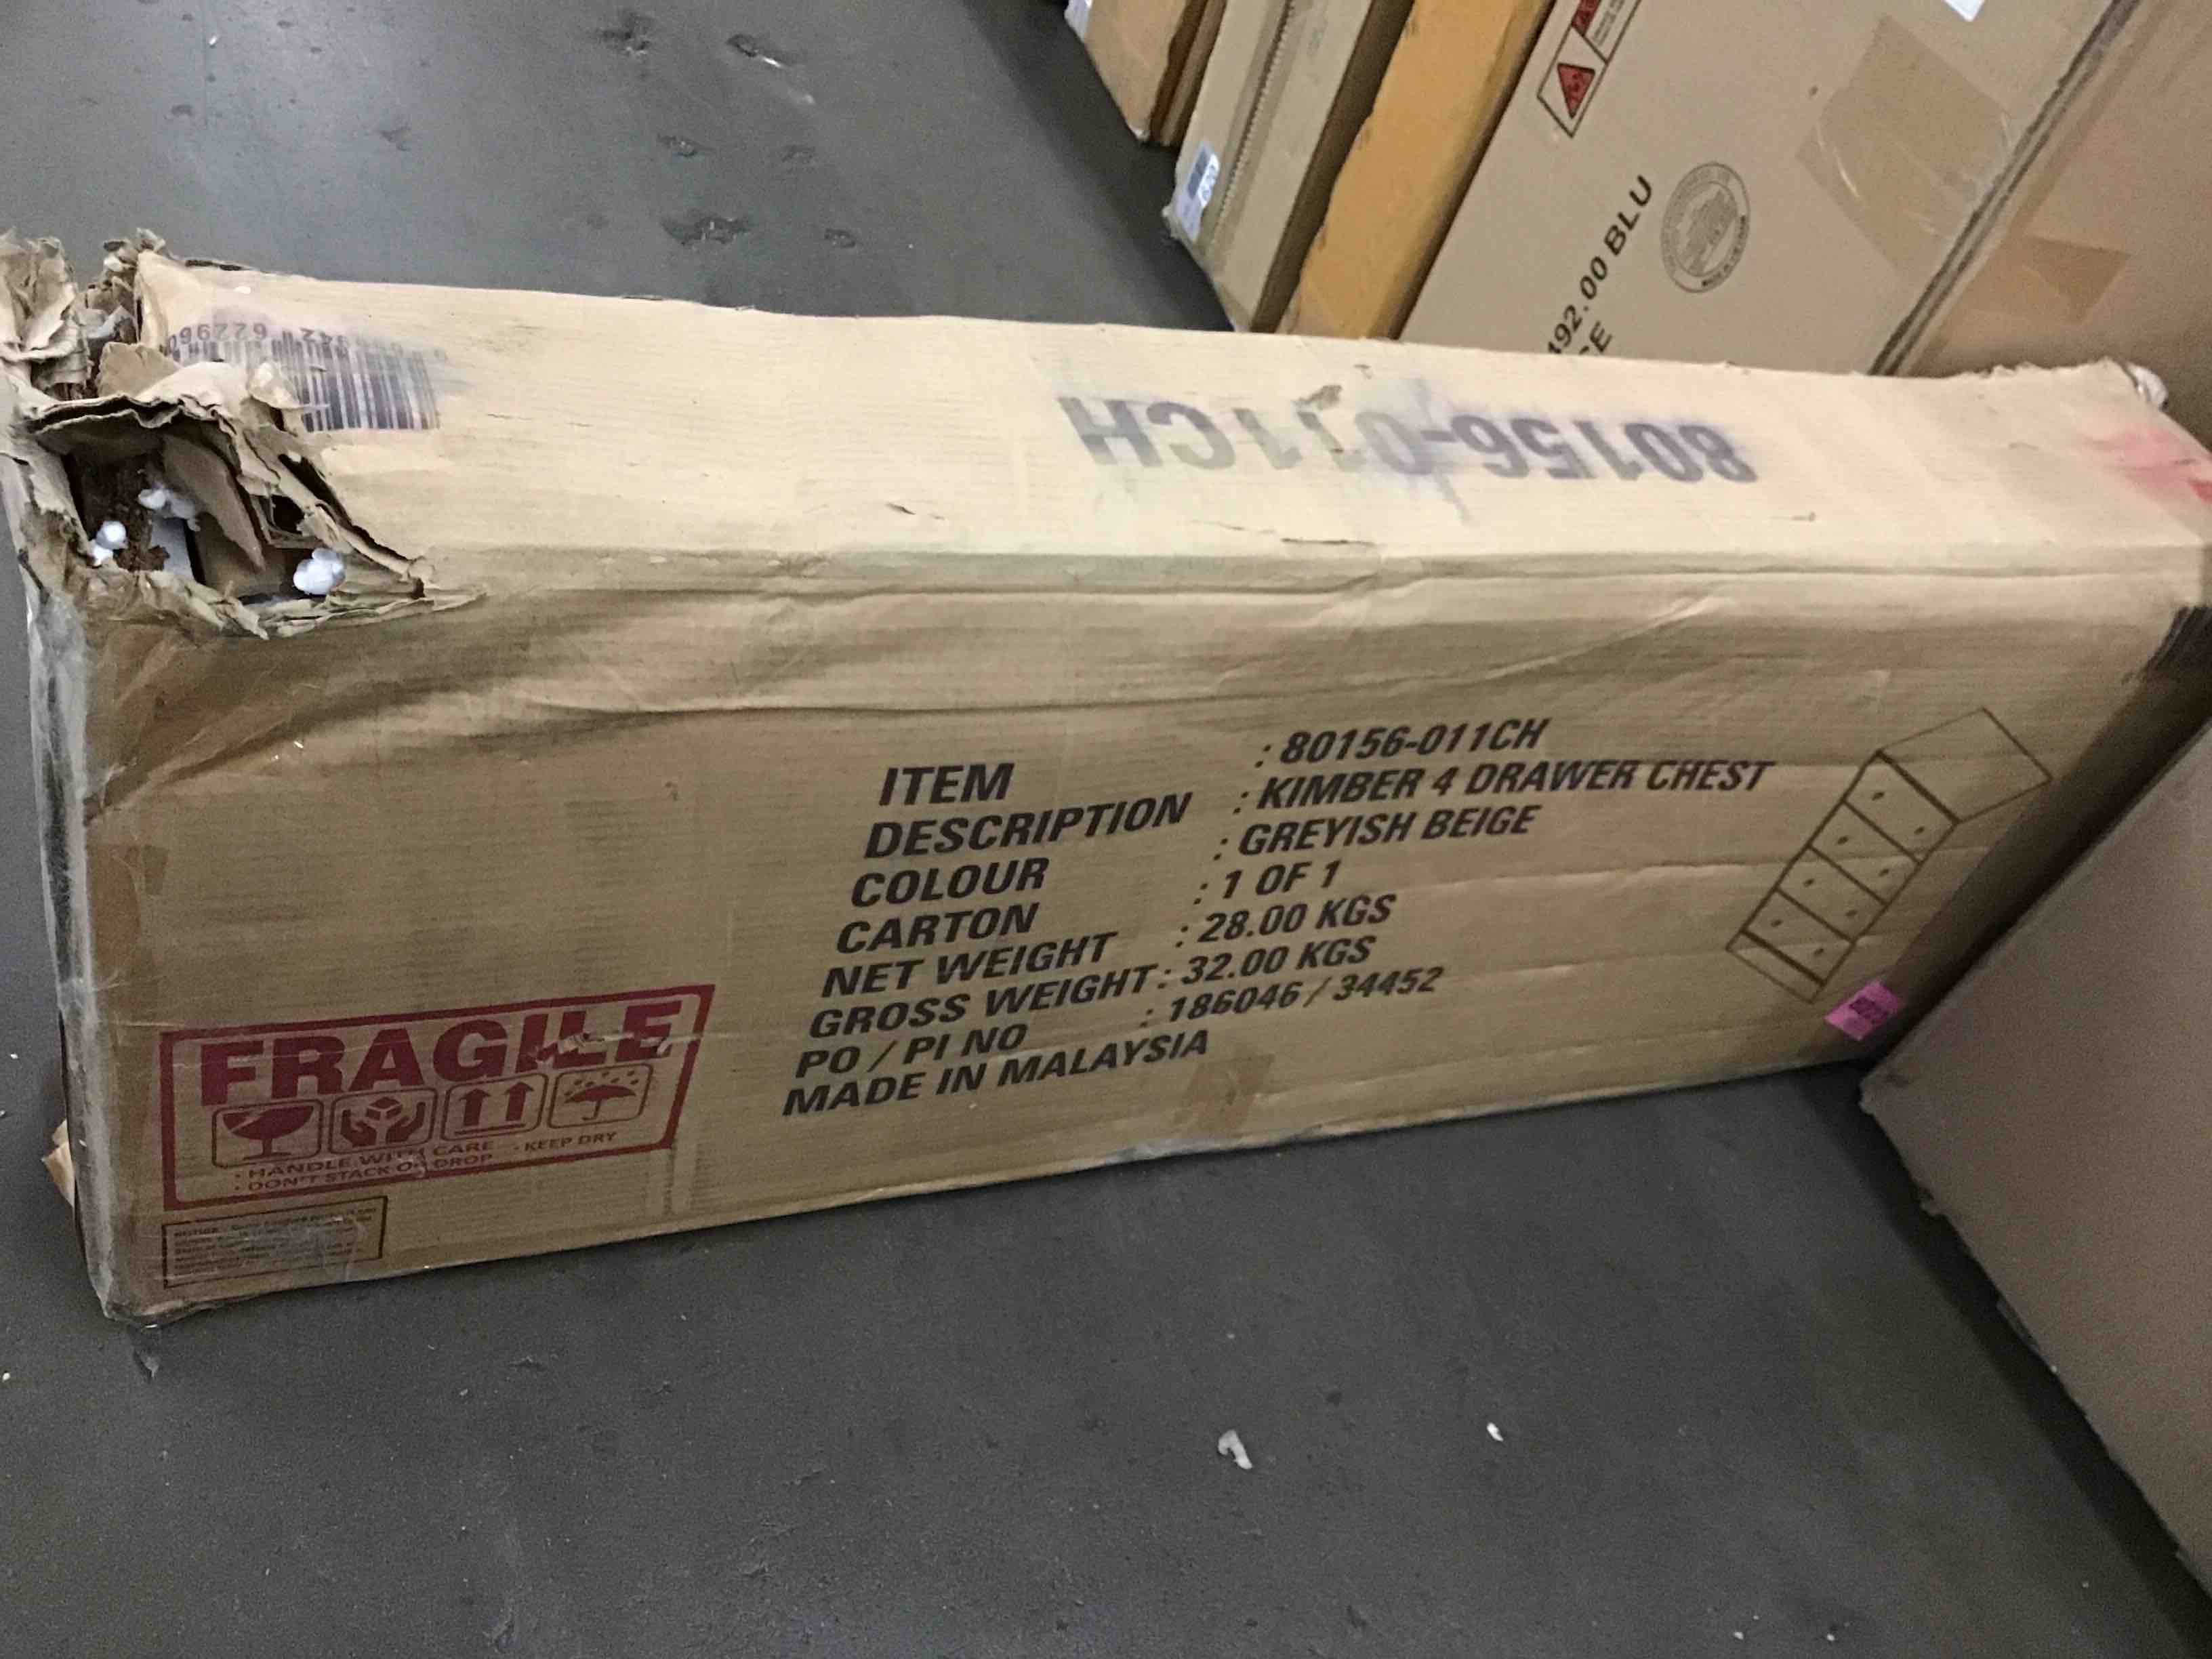 492.00 BLU
80156-011CH
ITEM : 80156-011CH
DESCRIPTION : KIMBER 4 DRAWER CHEST
COLOUR : GREYISH BEIGE
CARTON : 1 OF 1
NET WEIGHT : 28.00 KGS
GROSS WEIGHT : 32.00 KGS
PO / PI NO : 186046 / 34452
MADE IN MALAYSIA
FRAGILE
· HANDLE WITH CARE · KEEP DRY
· DON'T STACK OR DROP